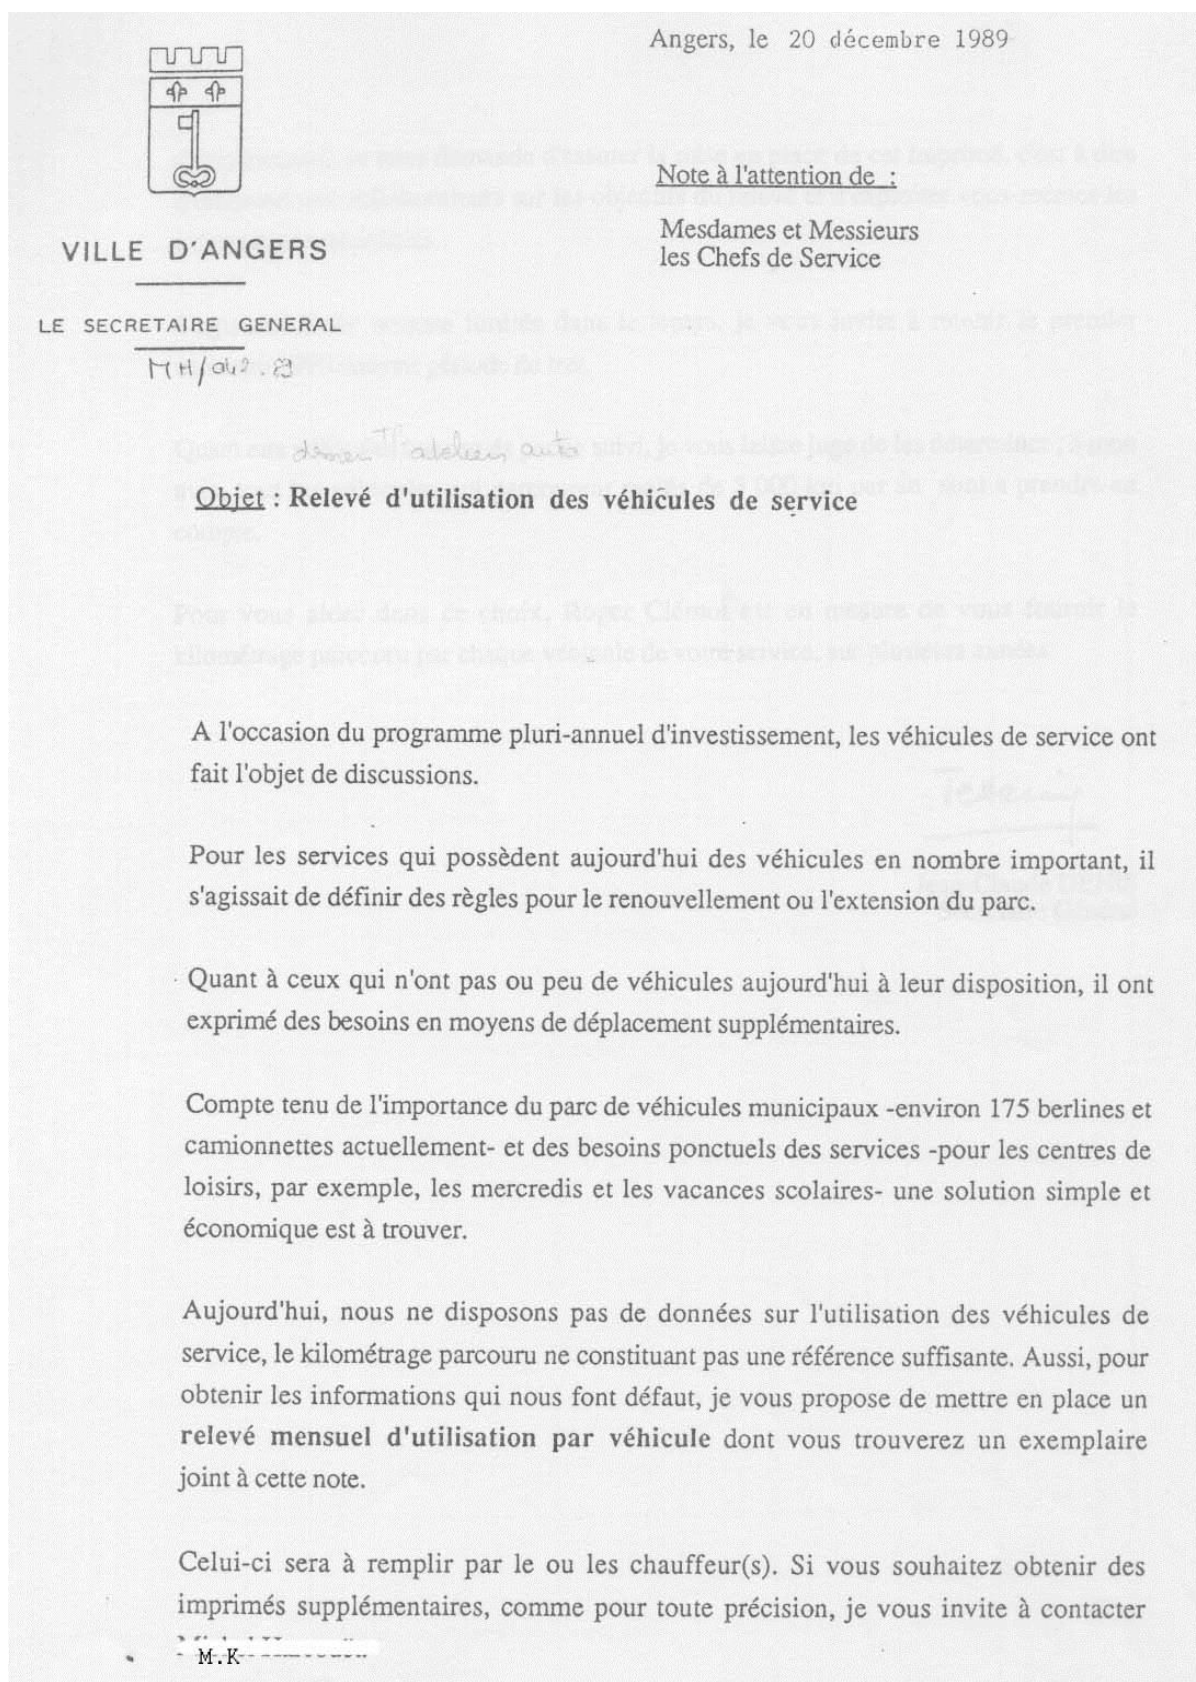 Angers, le 20 décembre 1989
Note à l'attention de :
Mesdames et Messieurs
les Chefs de Service
VILLE D'ANGERS
LE SECRETAIRE GENERAL
MH/042.89
auto
Objet : Relevé d'utilisation des véhicules de service
A l'occasion du programme pluri-annuel d'investissement, les véhicules de service ont
fait l'objet de discussions.
Pour les services qui possèdent aujourd'hui des véhicules en nombre important, il
s'agissait de définir des règles pour le renouvellement ou l'extension du parc.
Quant à ceux qui n'ont pas ou peu de véhicules aujourd'hui à leur disposition, il ont
exprimé des besoins en moyens de déplacement supplémentaires.
Compte tenu de l'importance du parc de véhicules municipaux -environ 175 berlines et
camionnettes actuellement- et des besoins ponctuels des services -pour les centres de
loisirs, par exemple, les mercredis et les vacances scolaires- une solution simple et
économique est à trouver.
Aujourd'hui, nous ne disposons pas de données sur l'utilisation des véhicules de
service, le kilométrage parcouru ne constituant pas une référence suffisante. Aussi, pour
obtenir les informations qui nous font défaut, je vous propose de mettre en place un
relevé mensuel d'utilisation par véhicule dont vous trouverez un exemplaire
joint à cette note.
Celui-ci sera à remplir par le ou les chauffeur(s). Si vous souhaitez obtenir des
imprimés supplémentaires, comme pour toute précision, je vous invite à contacter
M.K